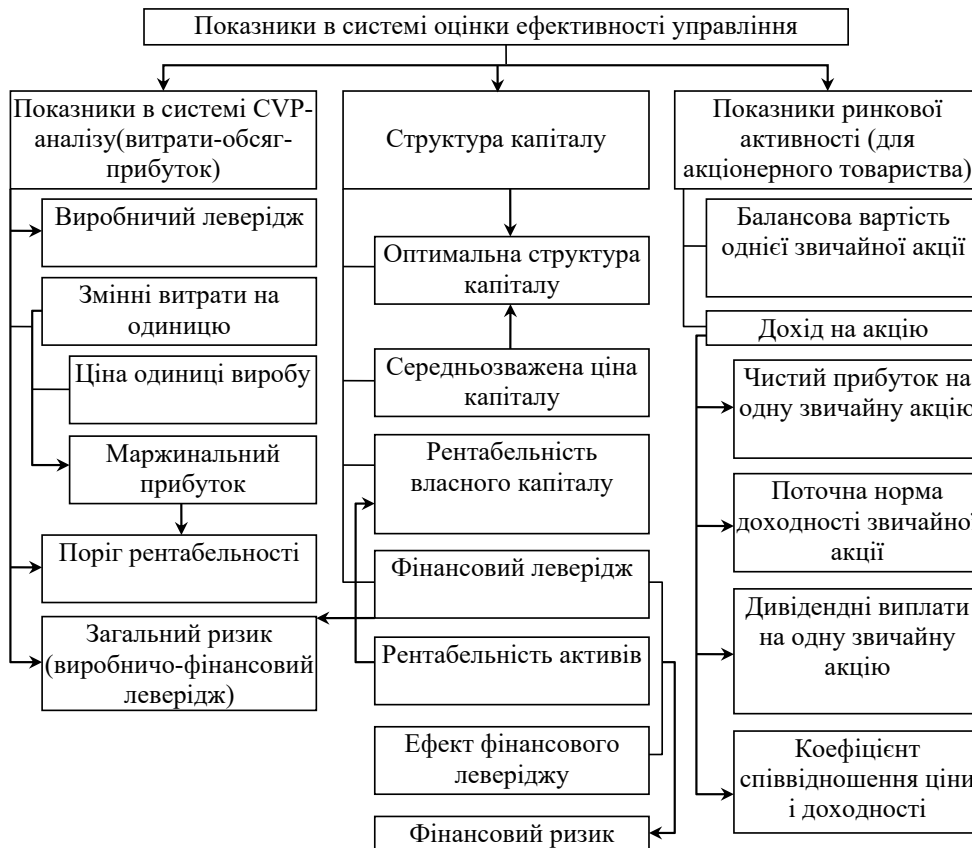 Показники в системі оцінки ефективності управління
Показники в системі CVP-
аналізу(витрати-обсяг-
прибуток)
Виробничий леверідж
Змінні витрати на
одиницю
Ціна одиниці виробу
Маржинальний
прибуток
Поріг рентабельності
Загальний ризик
(виробничо-фінансовий
леверідж)
Структура капіталу
Оптимальна структура
капіталу
Середньозважена ціна
капіталу
Рентабельність
власного капіталу
Фінансовий леверідж
Рентабельність активів
Ефект фінансового
леверіджу
Фінансовий ризик
Показники ринкової
активності (для
акціонерного товариства)
Балансова вартість
однієї звичайної акції
Дохід на акцію
Чистий прибуток на
одну звичайну акцію
Поточна норма
доходності звичайної
акції
Дивідендні виплати
на одну звичайну
акцію
Коефіцієнт
співвідношення ціни
і доходності